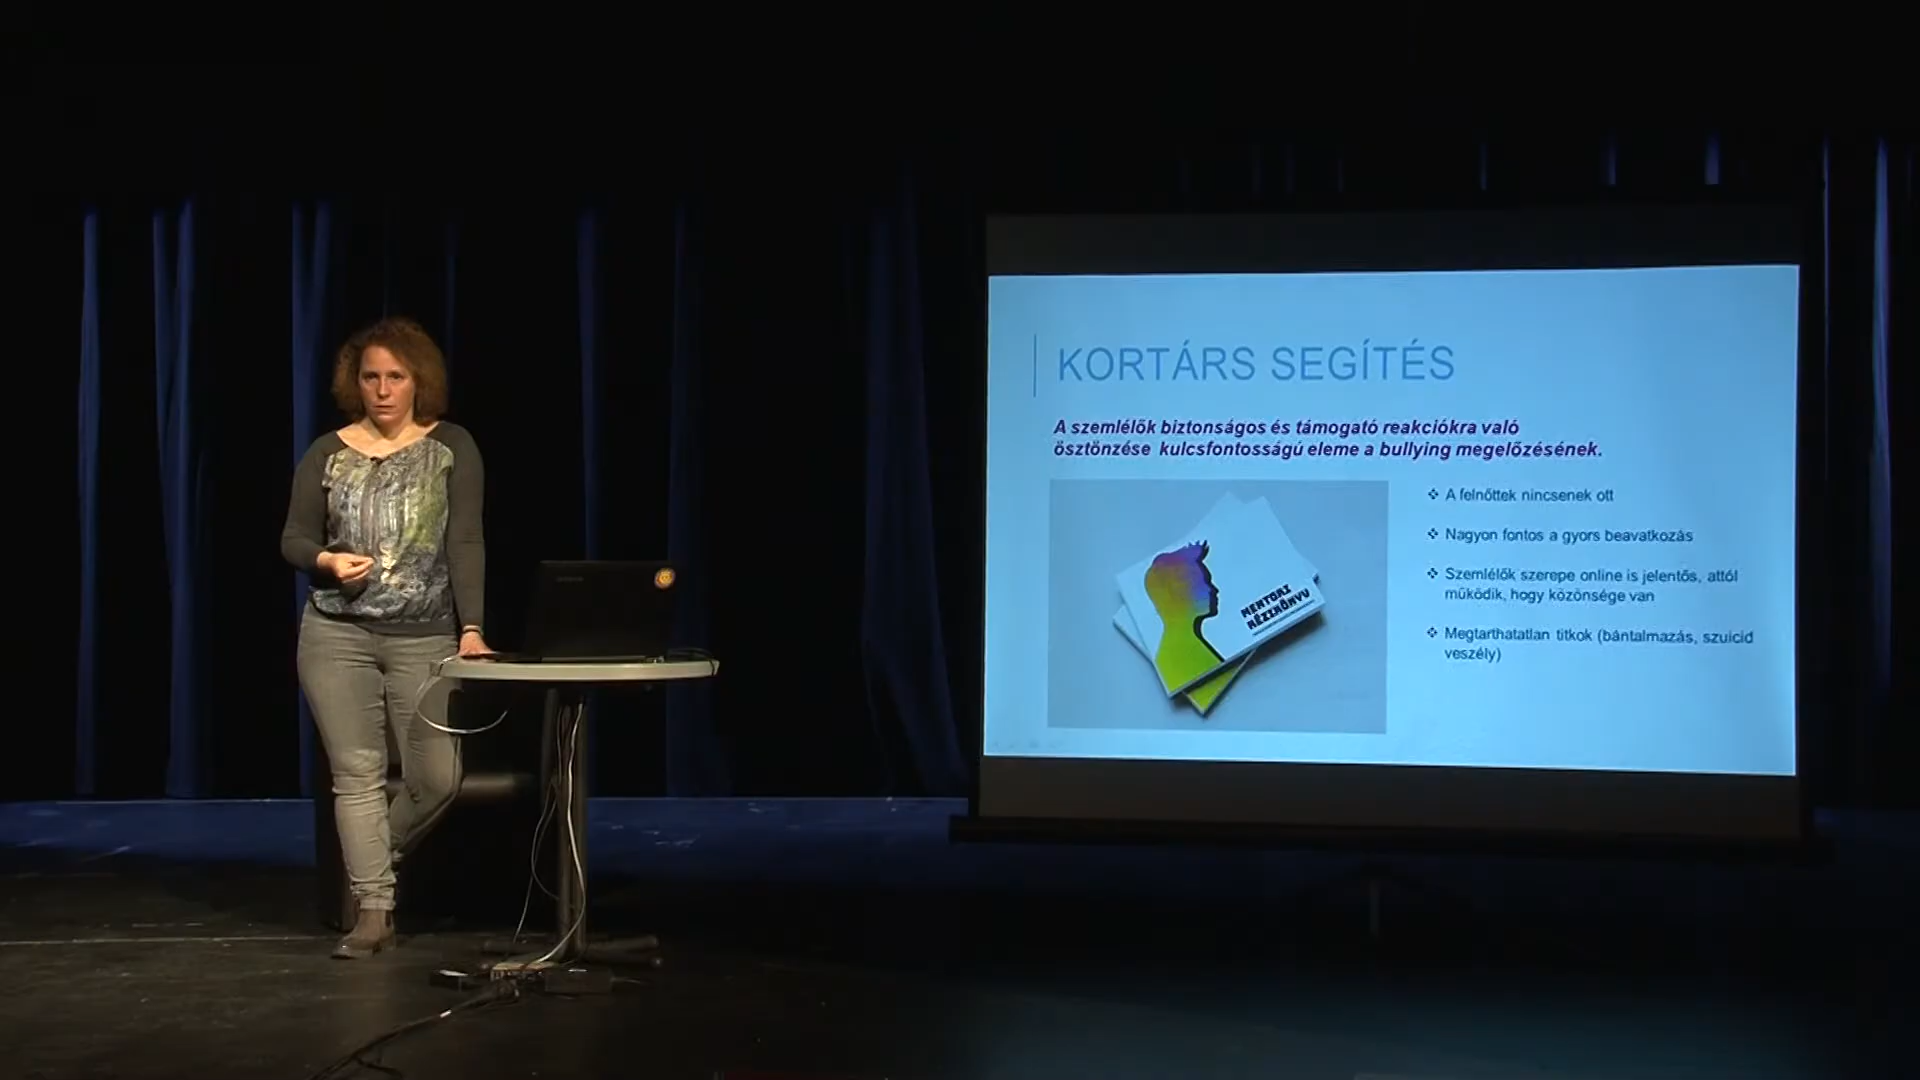 KORTÁRS SEGÍTÉS
A szemlélők biztonságos és támogató reakciókra való
ösztönzése kulcsfontosságú eleme a bullying megelőzésének.
MENTORI
KÉZIKÖNYV
❖ A felnőttek nincsenek ott
❖ Nagyon fontos a gyors beavatkozás
❖ Szemlélők szerepe online is jelentős, attól
működik, hogy közönsége van
❖ Megtarthatatlan titkok (bántalmazás, szuicid
veszély)